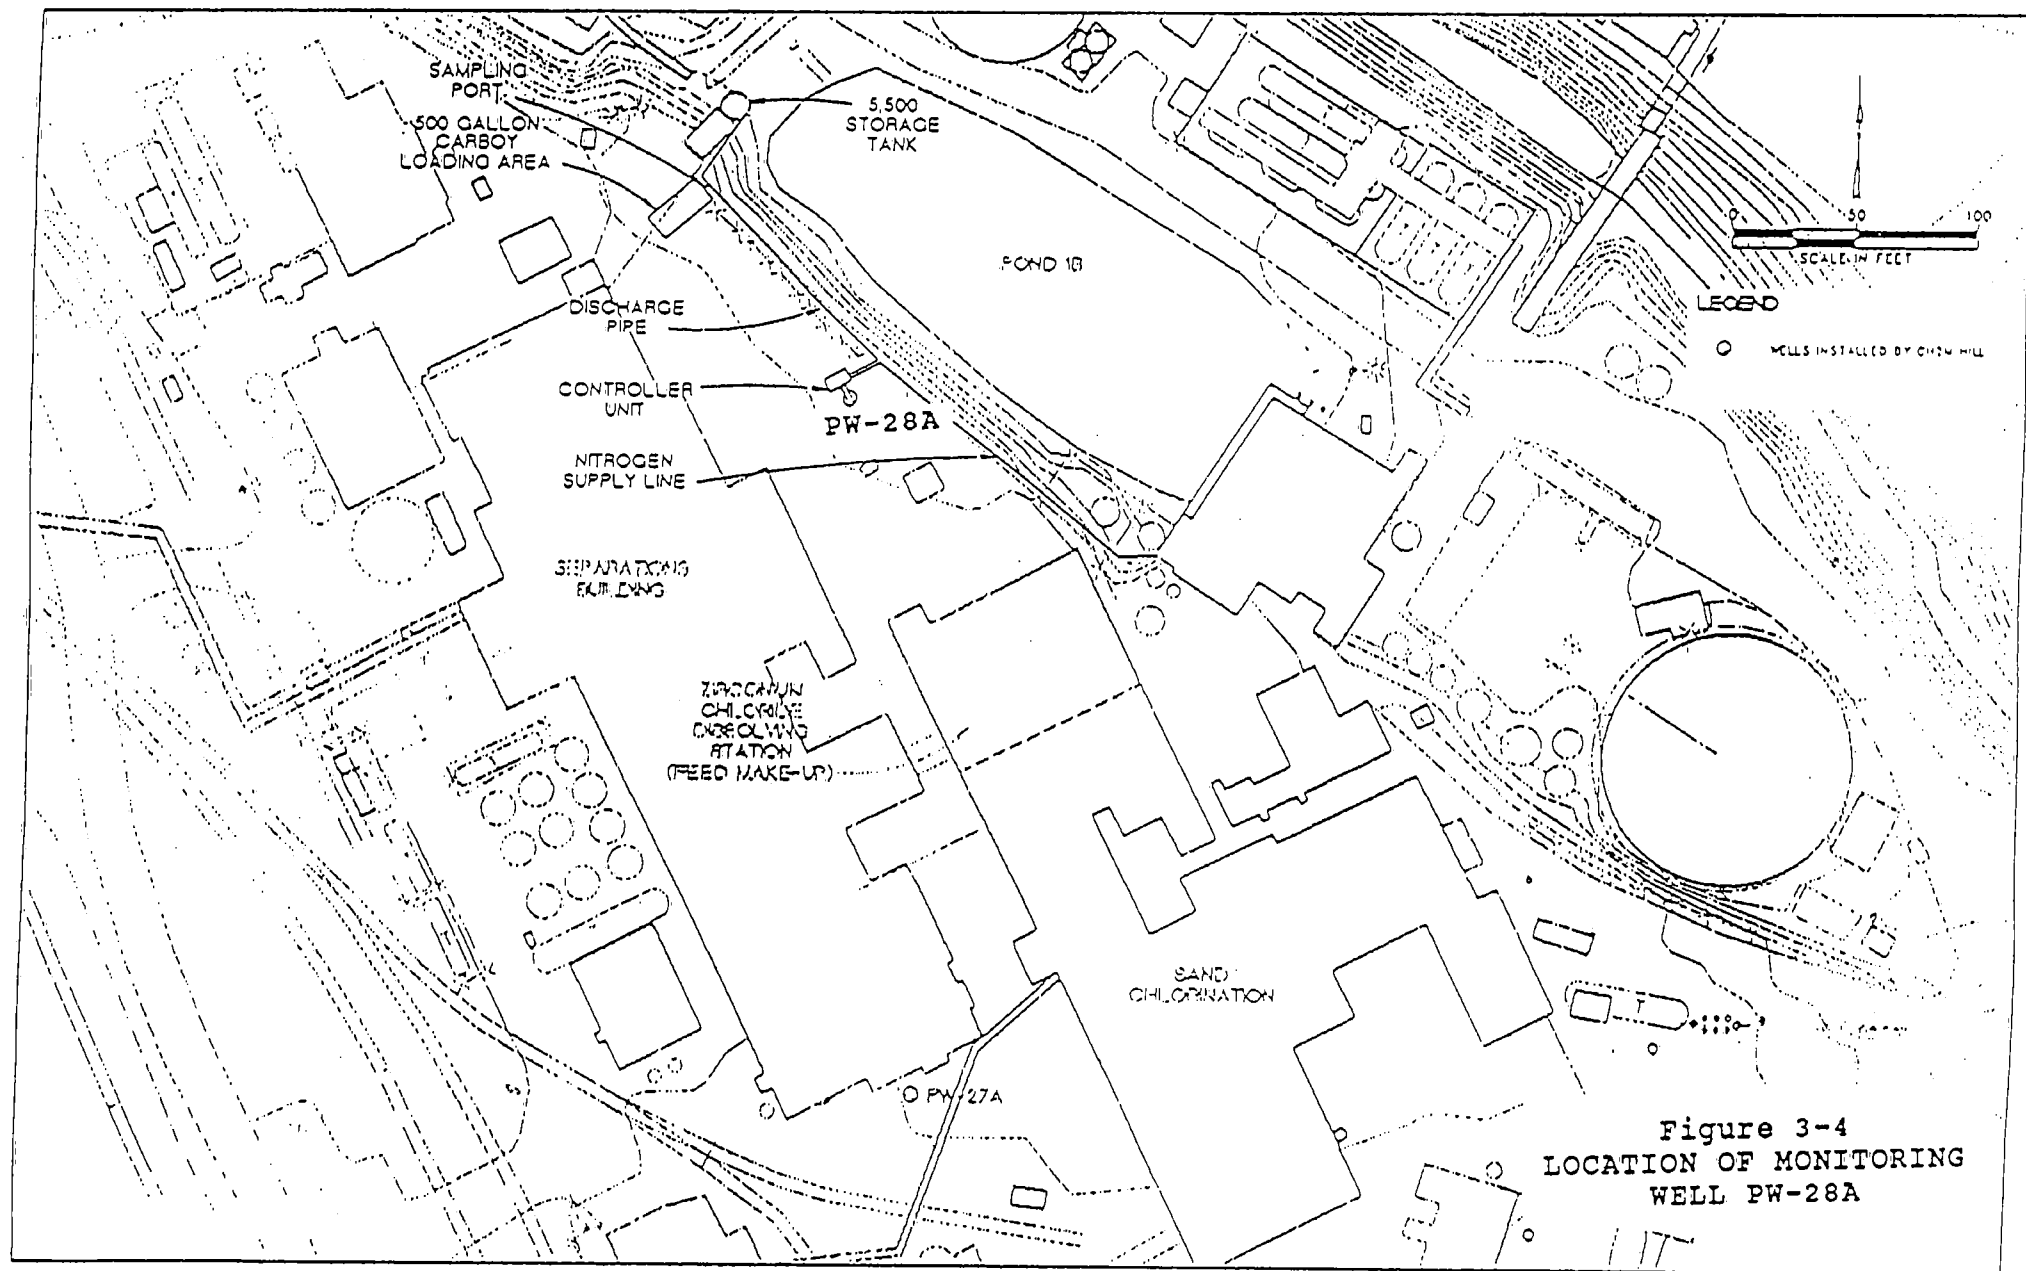 SAMPLING
PORT
500 GALLON
CARBOY
LOADING AREA
5,500
STORAGE
TANK
POND 1B
0 50 100
SCALE IN FEET
LEGEND
WELLS INSTALLED BY CH2M HILL
DISCHARGE
PIPE
CONTROLLER
UNIT
PW-28A
NITROGEN
SUPPLY LINE
SEPARATIONS
BUILDING
ZIRCONIUM
CHLORIDE
DISSOLVING
STATION
(FEED MAKE-UP)
SAND
CHLORINATION
PW-27A
T
Figure 3-4
LOCATION OF MONITORING
WELL PW-28A